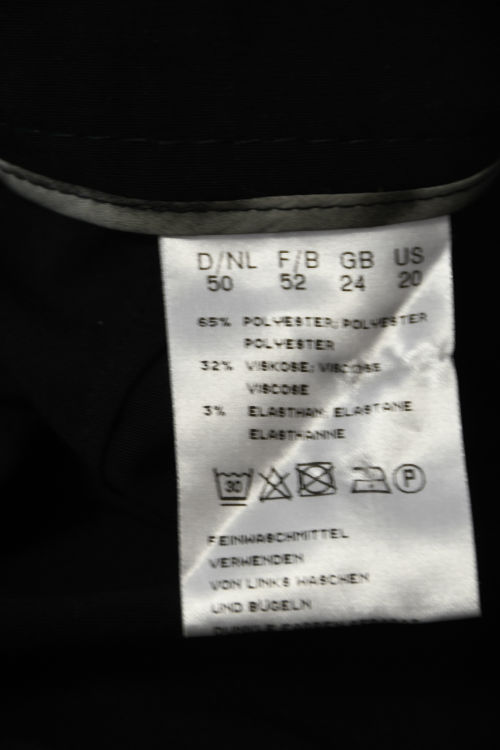 D/NL F/B GB US
50 52 24 20
65% POLYESTER; POLYESTER
POLYESTER
32% VISKOSE; VISCOSE
VISCOSE
3% ELASTHAN; ELASTANE
ELASTHANNE
30 P
FEINWASCHMITTEL
VERWENDEN
VON LINKS WASCHEN
UND BÜGELN